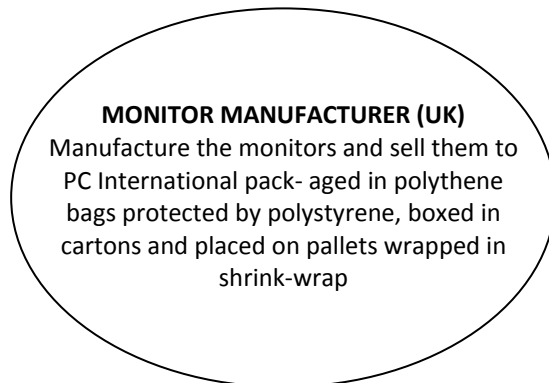 MONITOR MANUFACTURER (UK)
Manufacture the monitors and sell them to
PC International pack- aged in polythene
bags protected by polystyrene, boxed in
cartons and placed on pallets wrapped in
shrink-wrap